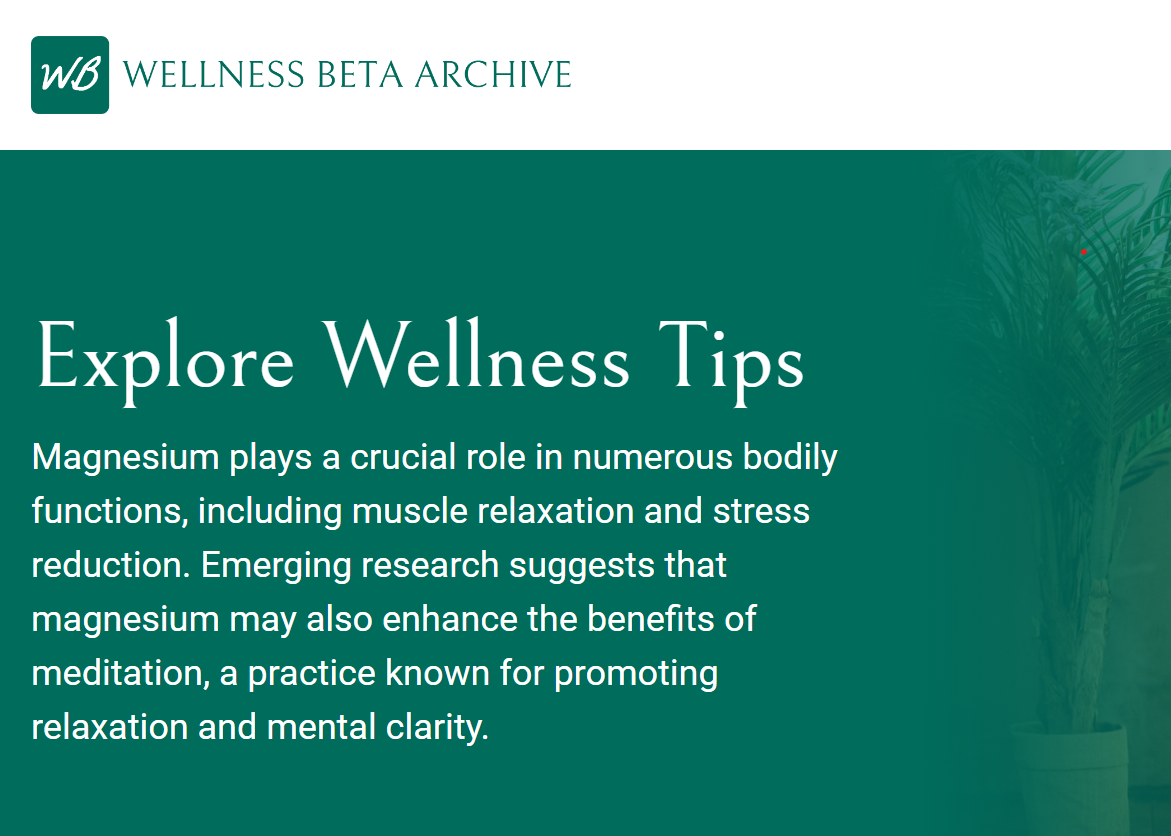 WB WELLNESS BETA ARCHIVE
Explore Wellness Tips
Magnesium plays a crucial role in numerous bodily
functions, including muscle relaxation and stress
reduction. Emerging research suggests that
magnesium may also enhance the benefits of
meditation, a practice known for promoting
relaxation and mental clarity.